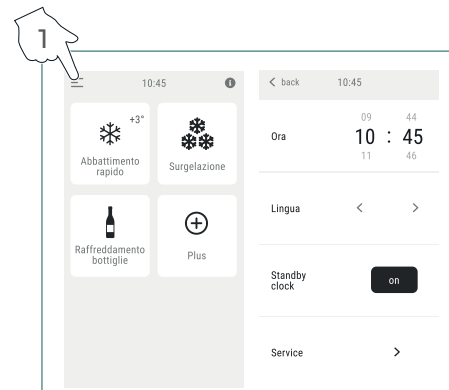 1
10:45
i
+3°
Abbattimento
rapido
Surgelazione
Raffreddamento
bottiglie
Plus
back
10:45
Ora
09
44
10 : 45
11
46
Lingua
Standby
clock
on
Service